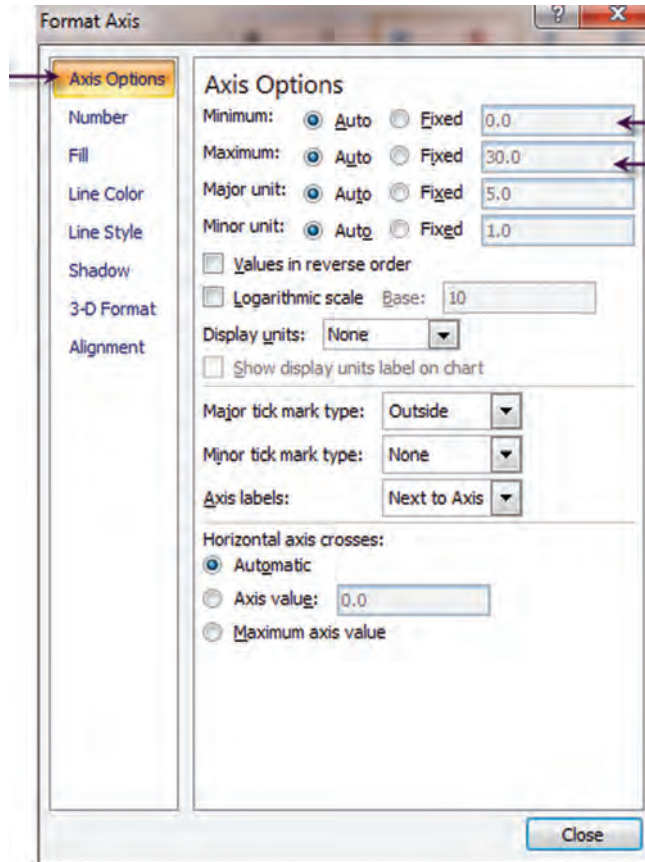 Format Axis
?
X
Axis Options
Number
Fill
Line Color
Line Style
Shadow
3-D Format
Alignment
Axis Options
Minimum: Auto Fixed 0.0
Maximum: Auto Fixed 30.0
Major unit: Auto Fixed 5.0
Minor unit: Auto Fixed 1.0
Values in reverse order
Logarithmic scale Base: 10
Display units: None
Show display units label on chart
Major tick mark type: Outside
Minor tick mark type: None
Axis labels: Next to Axis
Horizontal axis crosses:
Automatic
Axis value: 0.0
Maximum axis value
Close